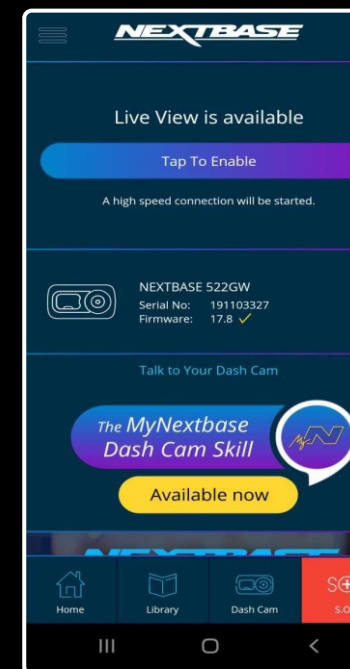 NEXTBASE
Live View is available
Tap To Enable
A high speed connection will be started.
NEXTBASE 522GW
Serial No: 191103327
Firmware: 17.8
Talk to Your Dash Cam
The MyNextbase
Dash Cam Skill
My N
Available now
NEXTBASE
Home
Library
Dash Cam